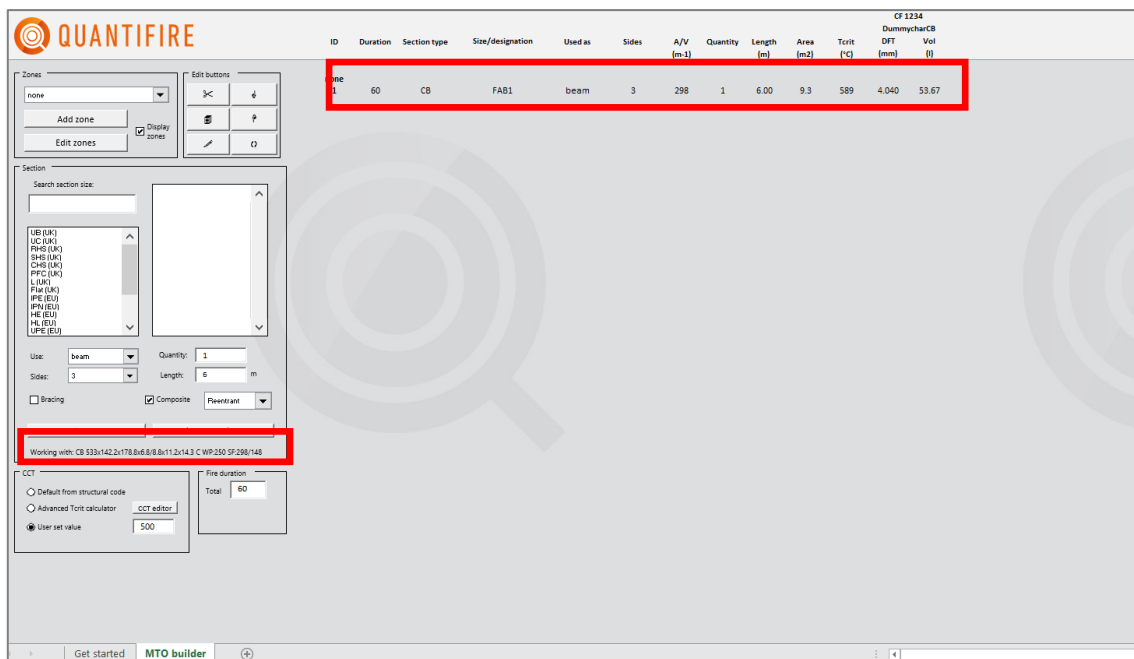 QUANTIFIRE
CF 1234
DummycharCB
ID Duration Section type Size/designation Used as Sides A/V Quantity Length Area Tcrit DFT Vol
(m-1) (m) (m2) (°C) (mm) (l)
none
1 60 CB FAB1 beam 3 298 1 6.00 9.3 589 4.040 53.67
Zones
none
Add zone
Edit zones
Display
zones
Edit buttons
Section
Search section size:
UB (UK)
UC (UK)
RHS (UK)
SHS (UK)
CHS (UK)
PFC (UK)
L (UK)
Flat (UK)
IPE (EU)
IPN (EU)
HE (EU)
HL (EU)
UPE (EU)
Use: beam Quantity: 1
Sides: 3 Length: 6 m
Bracing Composite Reentrant
Working with: CB 533x142.2x178.8x6.8/8.8x11.2x14.3 C WP:250 SF:298/148
CCT
Default from structural code
Advanced Tcrit calculator CCT editor
User set value 500
Fire duration
Total 60
Get started MTO builder